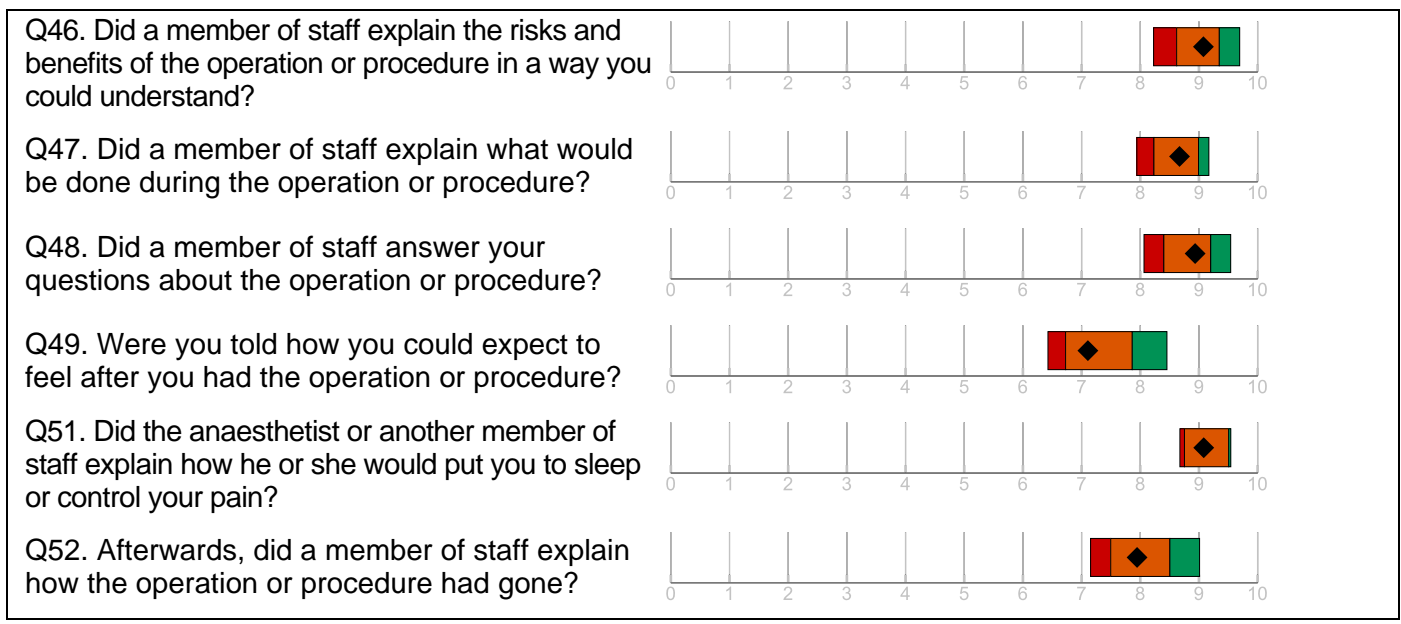 Q46. Did a member of staff explain the risks and
benefits of the operation or procedure in a way you
could understand?
0 1 2 3 4 5 6 7 8 9 10
Q47. Did a member of staff explain what would
be done during the operation or procedure?
0 1 2 3 4 5 6 7 8 9 10
Q48. Did a member of staff answer your
questions about the operation or procedure?
0 1 2 3 4 5 6 7 8 9 10
Q49. Were you told how you could expect to
feel after you had the operation or procedure?
0 1 2 3 4 5 6 7 8 9 10
Q51. Did the anaesthetist or another member of
staff explain how he or she would put you to sleep
or control your pain?
0 1 2 3 4 5 6 7 8 9 10
Q52. Afterwards, did a member of staff explain
how the operation or procedure had gone?
0 1 2 3 4 5 6 7 8 9 10